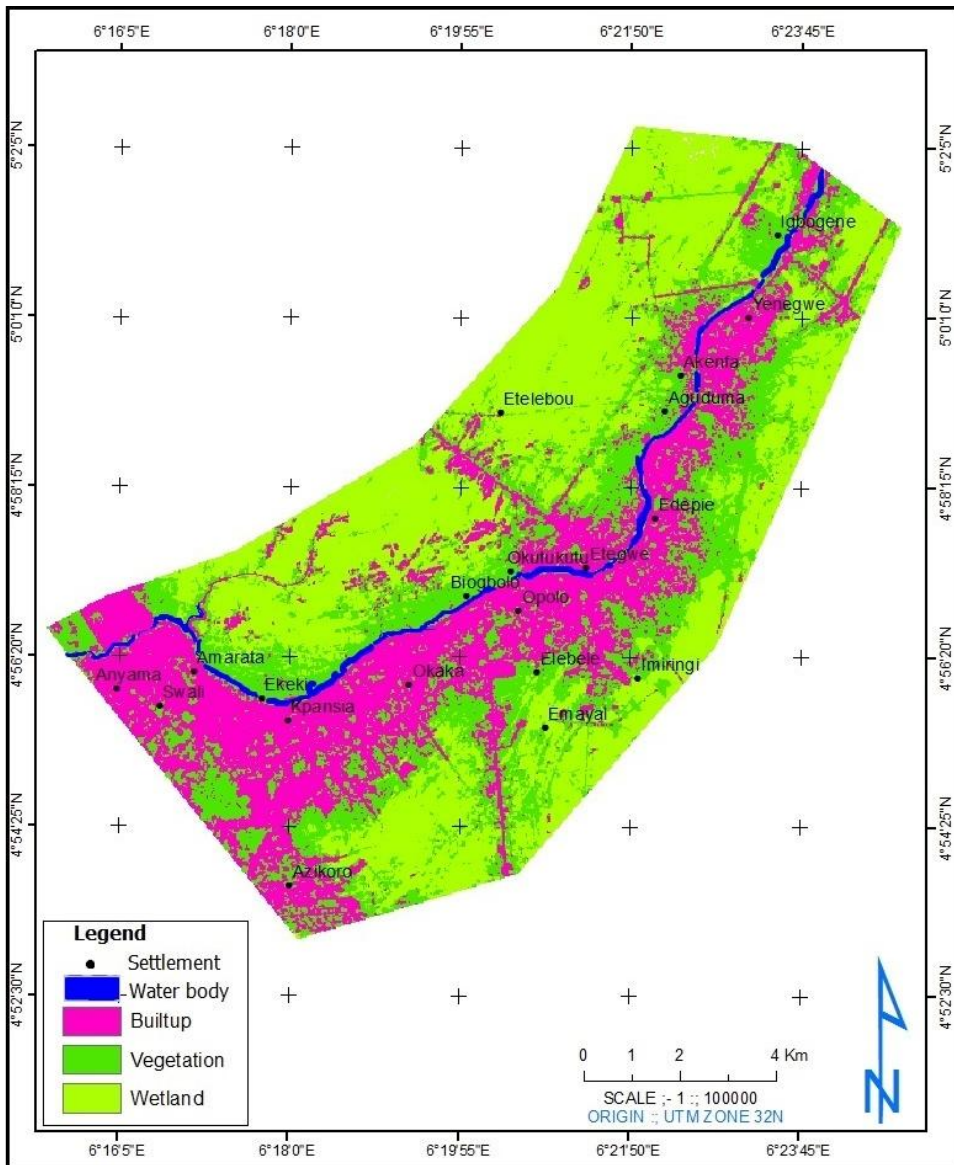 6°16'5"E 6°18'0"E 6°19'55"E 6°21'50"E 6°23'45"E
5°2'5"N 5°2'5"N
Igbogene
5°0'10"N 5°0'10"N
Yenegwe
Akenfa
Etelebou
Aguduma
4°58'15"N 4°58'15"N
Edepie
Okutukutu Etegwe
Biogbolo
Opolo
4°56'20"N 4°56'20"N
Amarata Elebele Imiringi
Anyama Okaka
Swali Ekeki
Kpansia Emayal
4°54'25"N 4°54'25"N
Azikoro
Legend
Settlement
Water body
Builtup
Vegetation
Wetland
4°52'30"N 4°52'30"N
0 1 2 4 Km
SCALE ;- 1 :; 100000
ORIGIN :; UTM ZONE 32N
N
6°16'5"E 6°18'0"E 6°19'55"E 6°21'50"E 6°23'45"E